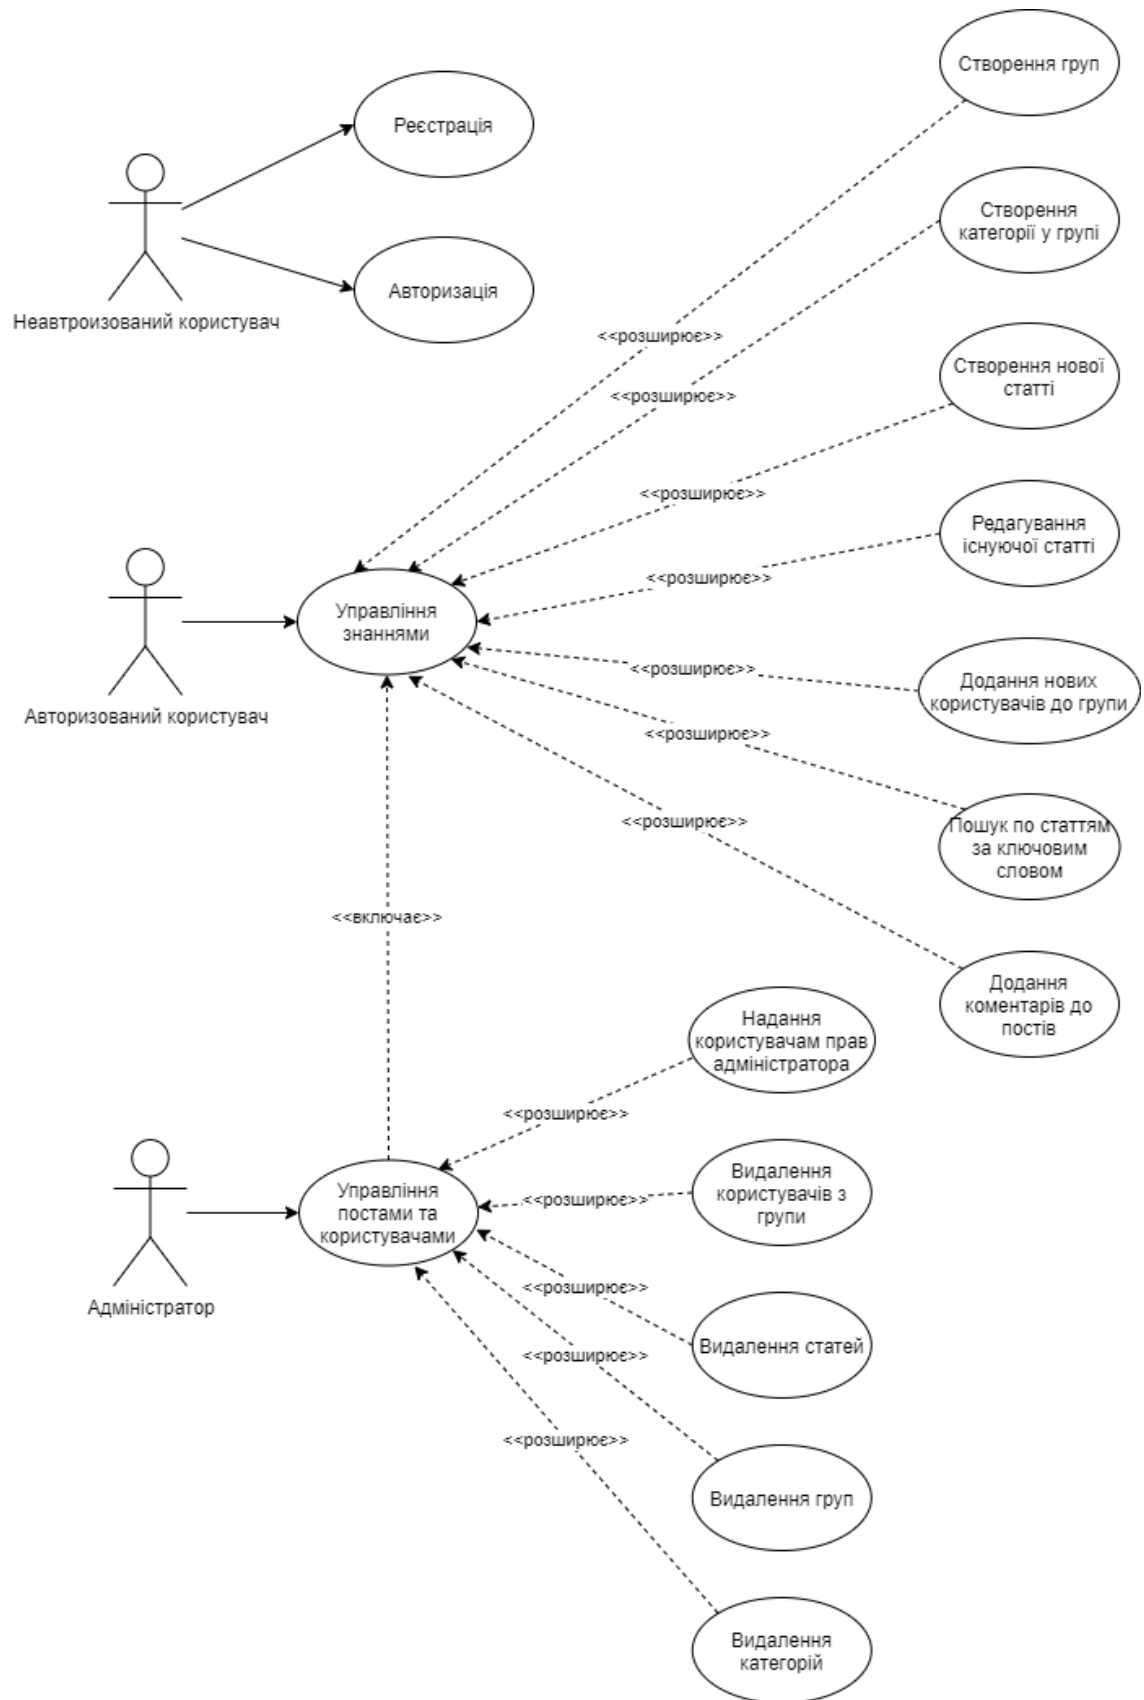 Створення груп
Реєстрація
Створення
категорії у групі
Авторизація
Неавтроизований користувач
<<розширює>>
Створення нової
статті
<<розширює>>
<<розширює>>
Редагування
існуючої статті
<<розширює>>
Управління
знаннями
<<розширює>>
Додання нових
користувачів до групи
Авторизований користувач
<<розширює>>
<<розширює>>
Пошук по статтям
за ключовим
словом
<<включає>>
Додання
коментарів до
постів
Надання
користувачам прав
адміністратора
<<розширює>>
Видалення
користувачів з
групи
<<розширює>>
Управління
постами та
користувачами
<<розширює>>
Адміністратор
Видалення статей
<<розширює>>
<<розширює>>
Видалення груп
Видалення
категорій